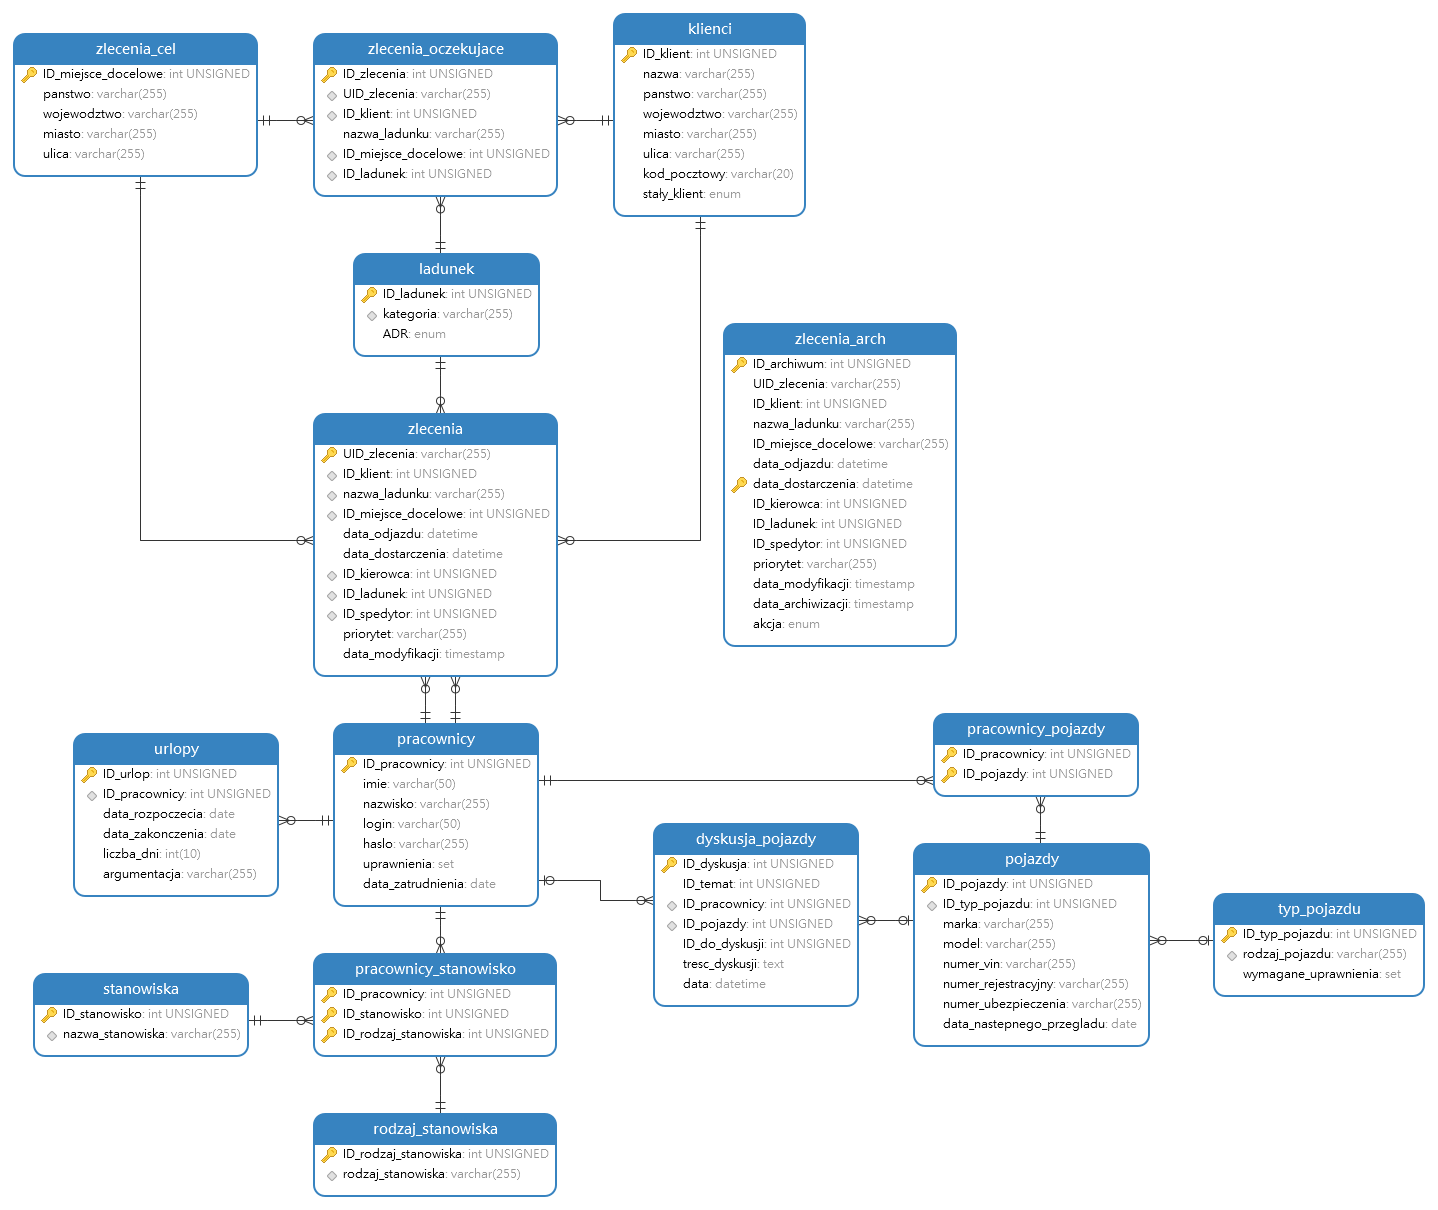 zlecenia_cel
ID_miejsce_docelowe: int UNSIGNED
panstwo: varchar(255)
wojewodztwo: varchar(255)
miasto: varchar(255)
ulica: varchar(255)
zlecenia_oczekujace
ID_zlecenia: int UNSIGNED
UID_zlecenia: varchar(255)
ID_klient: int UNSIGNED
nazwa_ladunku: varchar(255)
ID_miejsce_docelowe: int UNSIGNED
ID_ladunek: int UNSIGNED
klienci
ID_klient: int UNSIGNED
nazwa: varchar(255)
panstwo: varchar(255)
wojewodztwo: varchar(255)
miasto: varchar(255)
ulica: varchar(255)
kod_pocztowy: varchar(20)
stały_klient: enum
ladunek
ID_ladunek: int UNSIGNED
kategoria: varchar(255)
ADR: enum
zlecenia_arch
ID_archiwum: int UNSIGNED
UID_zlecenia: varchar(255)
ID_klient: int UNSIGNED
nazwa_ladunku: varchar(255)
ID_miejsce_docelowe: varchar(255)
data_odjazdu: datetime
data_dostarczenia: datetime
ID_kierowca: int UNSIGNED
ID_ladunek: int UNSIGNED
ID_spedytor: int UNSIGNED
priorytet: varchar(255)
data_modyfikacji: timestamp
data_archiwizacji: timestamp
akcja: enum
zlecenia
UID_zlecenia: varchar(255)
ID_klient: int UNSIGNED
nazwa_ladunku: varchar(255)
ID_miejsce_docelowe: int UNSIGNED
data_odjazdu: datetime
data_dostarczenia: datetime
ID_kierowca: int UNSIGNED
ID_ladunek: int UNSIGNED
ID_spedytor: int UNSIGNED
priorytet: varchar(255)
data_modyfikacji: timestamp
urlopy
ID_urlop: int UNSIGNED
ID_pracownicy: int UNSIGNED
data_rozpoczecia: date
data_zakonczenia: date
liczba_dni: int(10)
argumentacja: varchar(255)
pracownicy
ID_pracownicy: int UNSIGNED
imie: varchar(50)
nazwisko: varchar(255)
login: varchar(50)
haslo: varchar(255)
uprawnienia: set
data_zatrudnienia: date
pracownicy_pojazdy
ID_pracownicy: int UNSIGNED
ID_pojazdy: int UNSIGNED
dyskusja_pojazdy
ID_dyskusja: int UNSIGNED
ID_temat: int UNSIGNED
ID_pracownicy: int UNSIGNED
ID_pojazdy: int UNSIGNED
ID_do_dyskusji: int UNSIGNED
tresc_dyskusji: text
data: datetime
pojazdy
ID_pojazdy: int UNSIGNED
ID_typ_pojazdu: int UNSIGNED
marka: varchar(255)
model: varchar(255)
numer_vin: varchar(255)
numer_rejestracyjny: varchar(255)
numer_ubezpieczenia: varchar(255)
data_nastepnego_przegladu: date
typ_pojazdu
ID_typ_pojazdu: int UNSIGNED
rodzaj_pojazdu: varchar(255)
wymagane_uprawnienia: set
stanowiska
ID_stanowisko: int UNSIGNED
nazwa_stanowiska: varchar(255)
pracownicy_stanowisko
ID_pracownicy: int UNSIGNED
ID_stanowisko: int UNSIGNED
ID_rodzaj_stanowiska: int UNSIGNED
rodzaj_stanowiska
ID_rodzaj_stanowiska: int UNSIGNED
rodzaj_stanowiska: varchar(255)